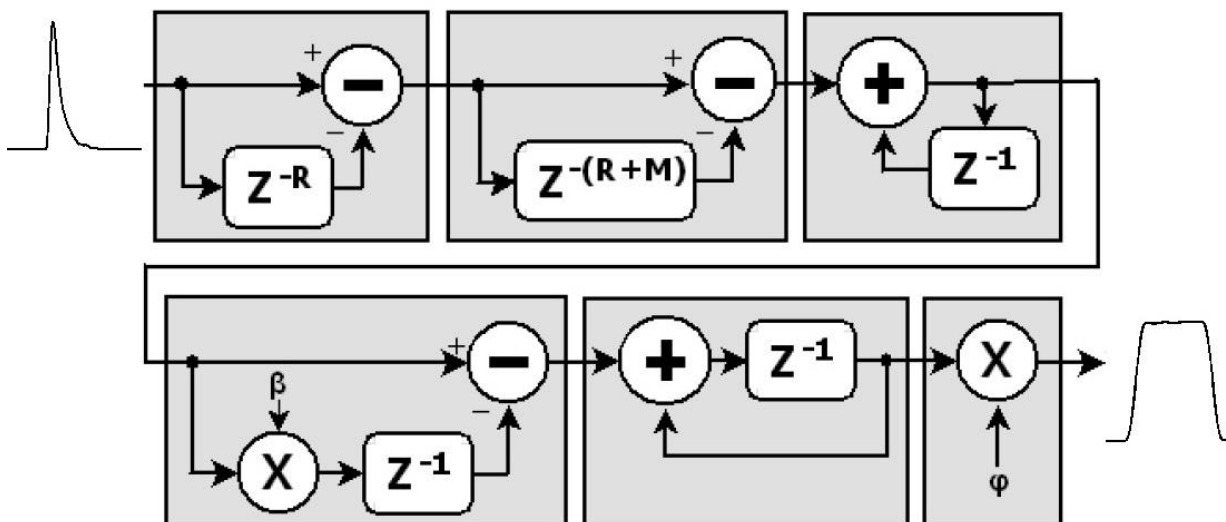 + − − Z-R
+ − − Z-(R+M)
+ Z-1
+ − − β X Z-1
+ Z-1
X φ